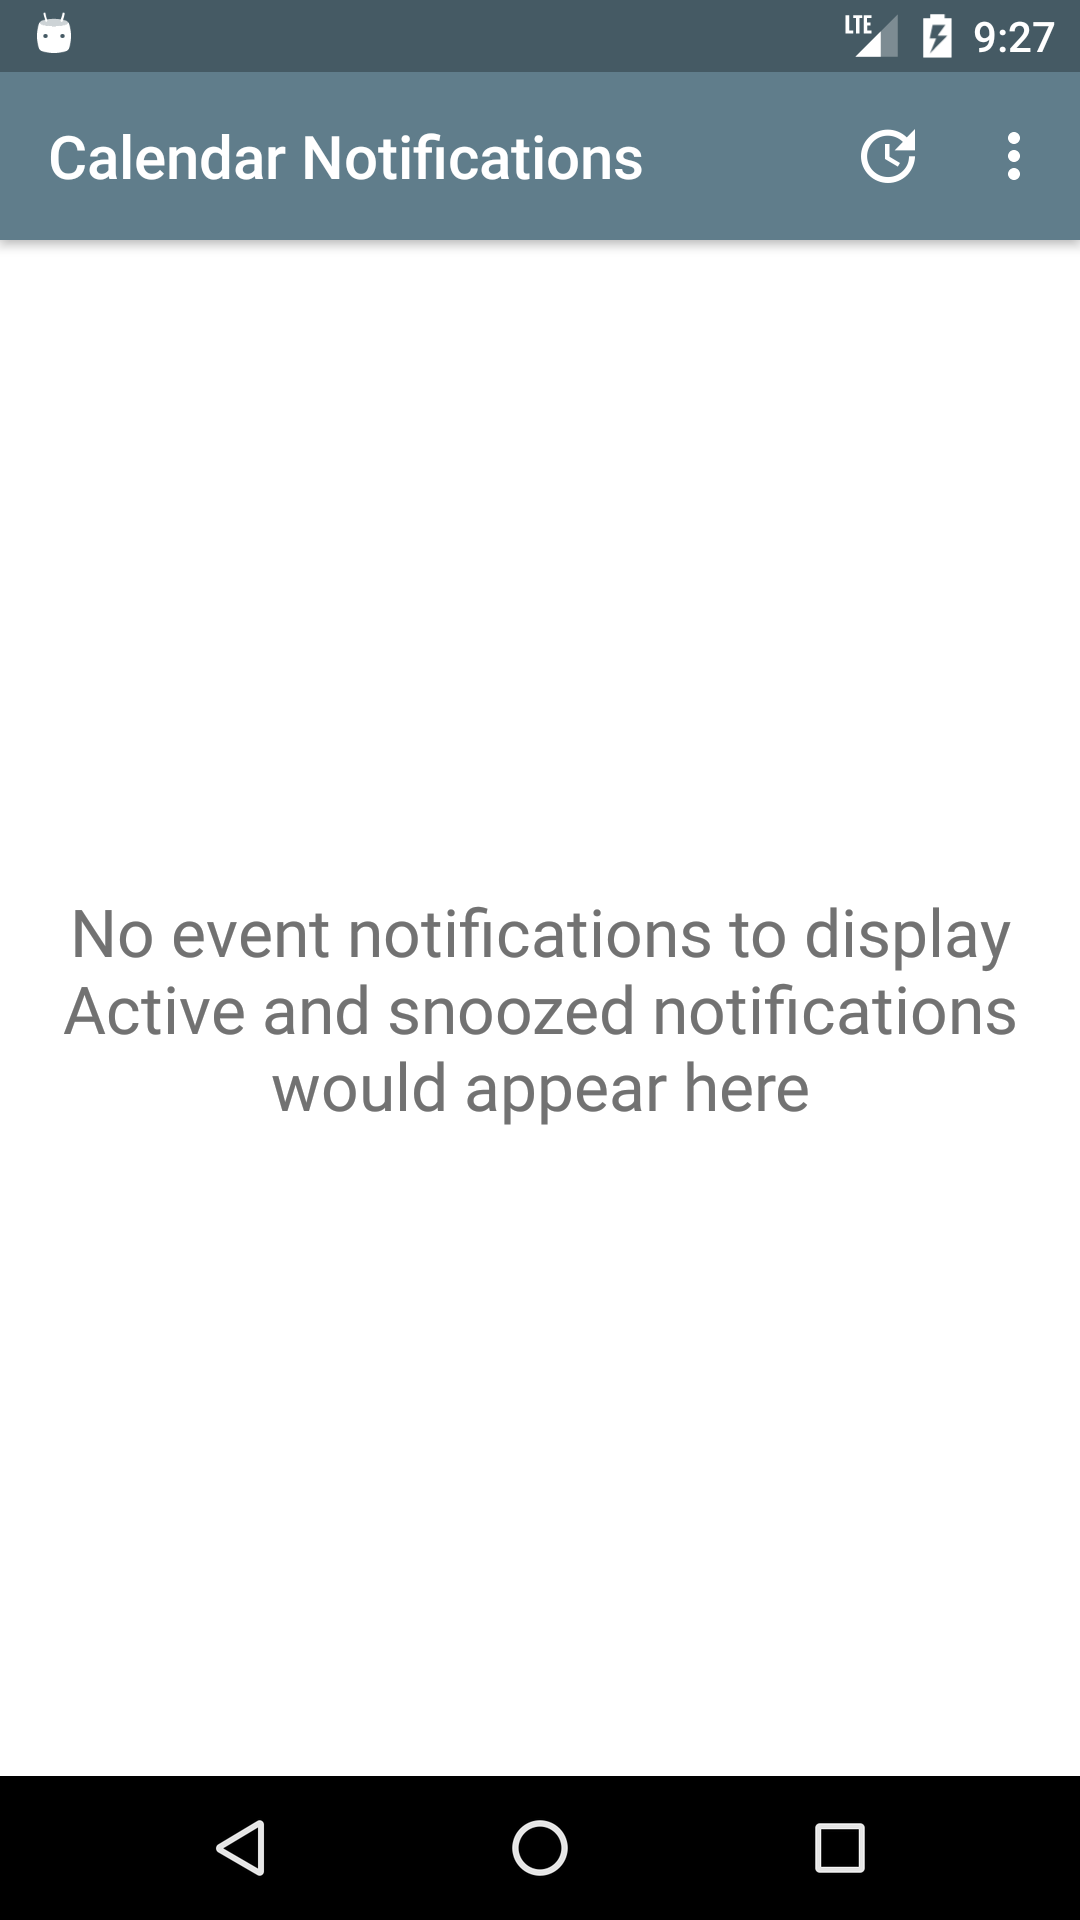 LTE 9:27
Calendar Notifications
No event notifications to display
Active and snoozed notifications
would appear here